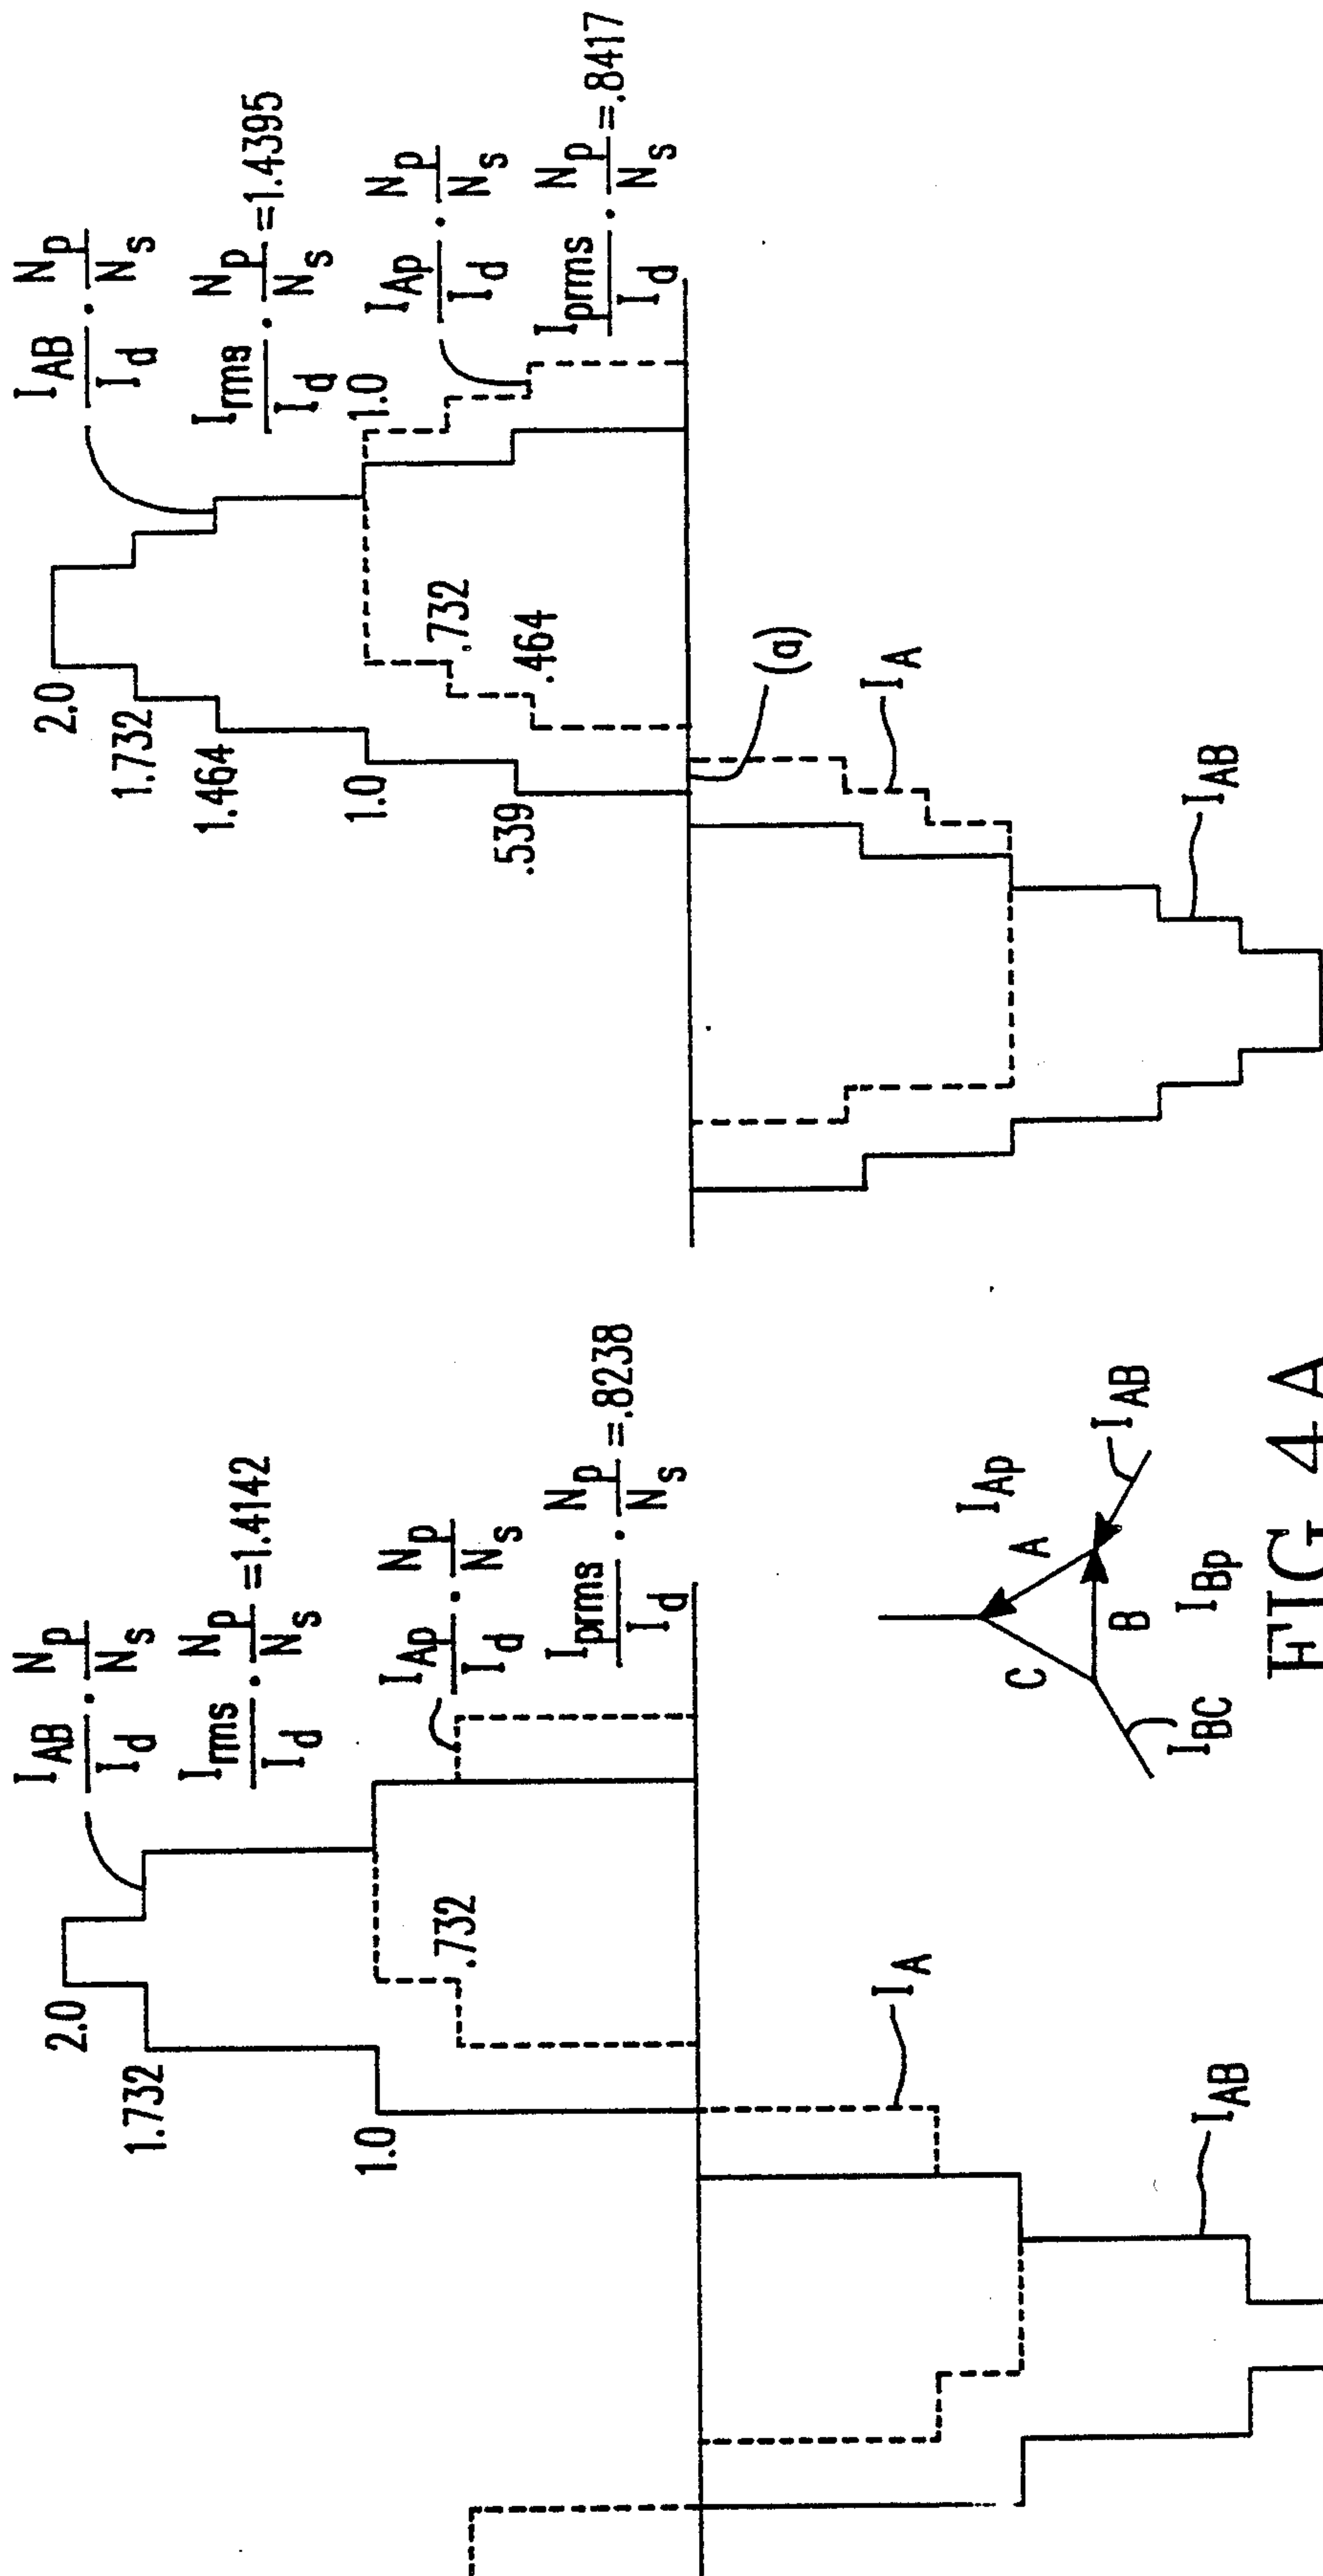 I_AB/I_d · N_p/N_s
I_rms/I_d · N_p/N_s =1.4142
2.0
1.732
1.0
I_Ap/I_d · N_p/N_s
.732
I_prms/I_d · N_p/N_s =.8238
I_A
I_AB
I_AB/I_d · N_p/N_s
I_rms/I_d · N_p/N_s =1.4395
2.0
1.732
1.464
1.0
.539
1.0
I_Ap/I_d · N_p/N_s
.732
.464
I_prms/I_d · N_p/N_s =.8417
(a)
I_A
I_AB
C
A
B
I_Ap
I_Bp
I_AB
I_BC
FIG 4A